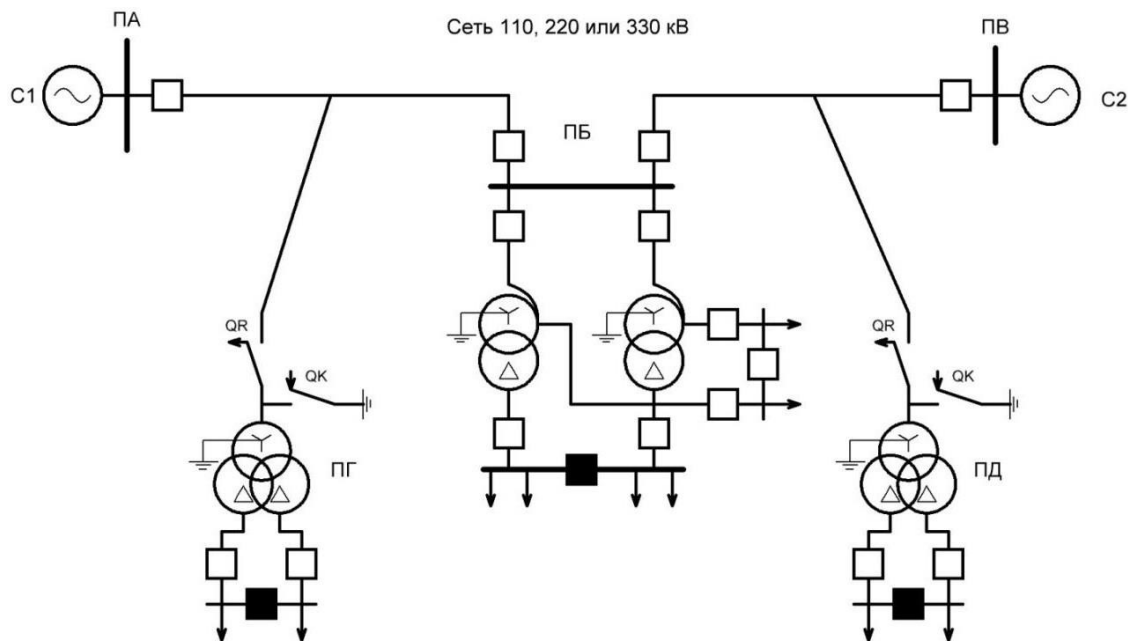 ПА
Сеть 110, 220 или 330 кВ
ПВ
С1
С2
ПБ
QR
QK
QR
QK
ПГ
ПД